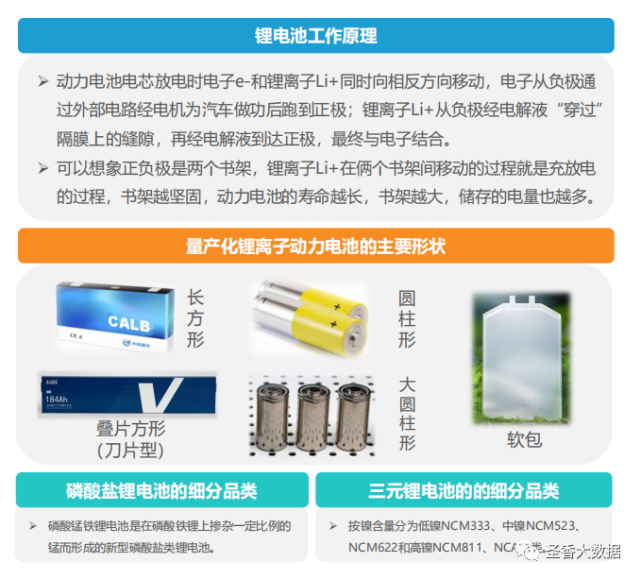 锂电池工作原理
动力电池电芯放电时电子e-和锂离子Li+同时向相反方向移动，电子从负极通
过外部电路经电机为汽车做功后跑到正极；锂离子Li+从负极经电解液“穿过”
隔膜上的缝隙，再经电解液到达正极，最终与电子结合。
可以想象正负极是两个书架，锂离子Li+在俩个书架间移动的过程就是充放电
的过程，书架越坚固，动力电池的寿命越长，书架越大，储存的电量也越多。
量产化锂离子动力电池的主要形状
CALB
中创新航
CE
长方形
+
+
圆柱形
184Ah
叠片方形
(刀片型)
大圆柱形
软包
磷酸盐锂电池的细分品类
磷酸锰铁锂电池是在磷酸铁锂上掺杂一定比例的
锰而形成的新型磷酸盐类锂电池。
三元锂电池的的细分品类
按镍含量分为低镍NCM333、中镍NCM523、
NCM622和高镍NCM811、NCA 类。
圣香大数据